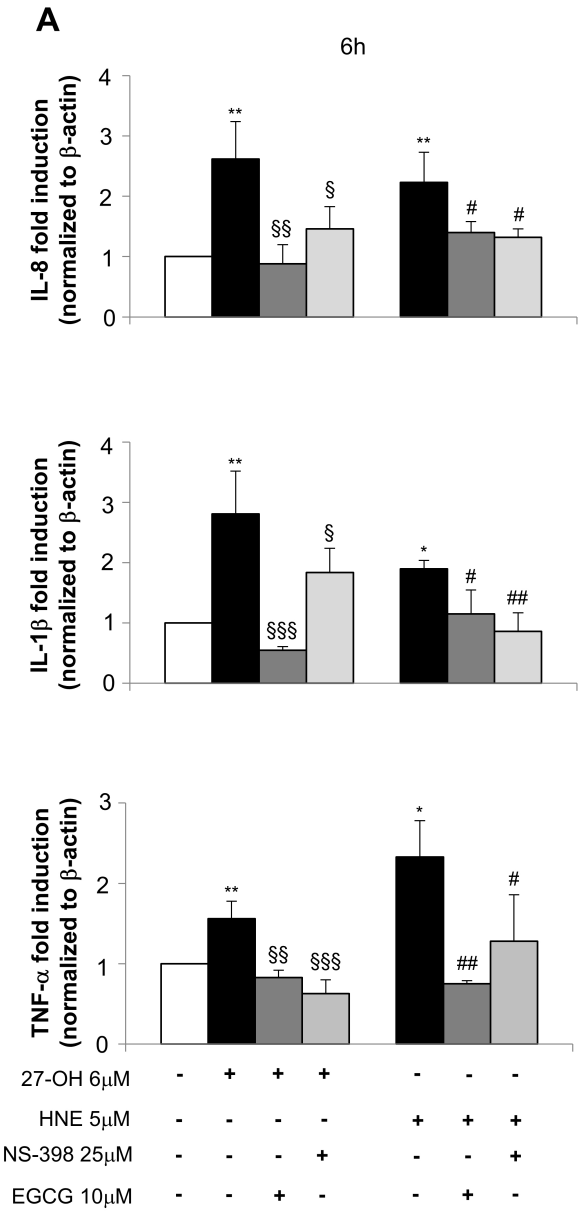 A
6h
IL-8 fold induction
(normalized to β-actin)
4
3
2
1
0
**
§§
§
**
#
#
IL-1β fold induction
(normalized to β-actin)
4
3
2
1
0
**
§§§
§
*
#
##
TNF-α fold induction
(normalized to β-actin)
3
2
1
0
**
§§
§§§
*
##
#
27-OH 6μM - + + + - - -
HNE 5μM - - - - + + +
NS-398 25μM - - - + - - +
EGCG 10μM - - + - - + -